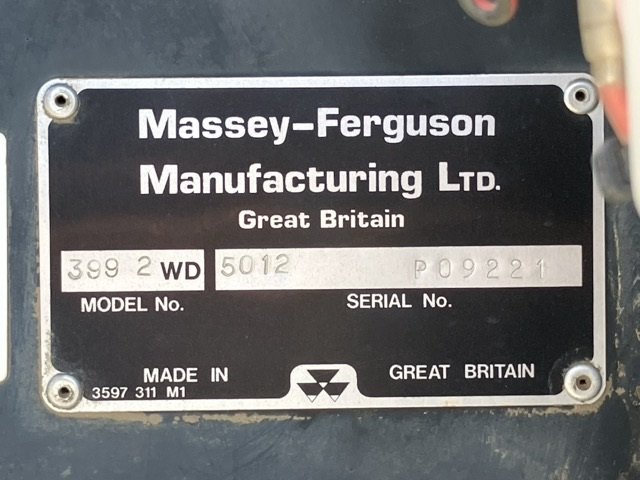 Massey-Ferguson
Manufacturing LTD.
Great Britain
399 2 WD 5012 P09221
MODEL No. SERIAL No.
MADE IN GREAT BRITAIN
3597 311 M1